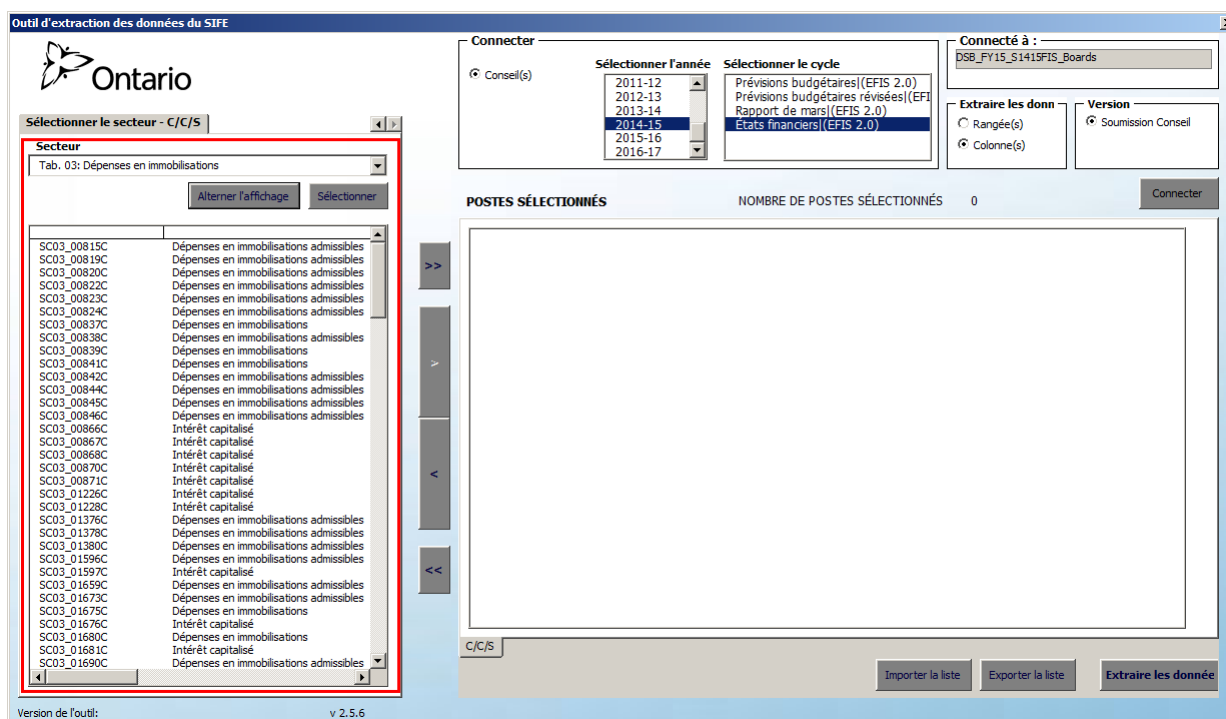 Outil d'extraction des données du SIFE
Ontario
Connecter
Conseil(s)
Sélectionner l'année
2011-12
2012-13
2013-14
2014-15
2015-16
2016-17
Sélectionner le cycle
Prévisions budgétaires|(EFIS 2.0)
Prévisions budgétaires révisées|(EFI
Rapport de mars|(EFIS 2.0)
États financiers|(EFIS 2.0)
Connecté à :
DSB_FY15_S1415FIS_Boards
Extraire les donn
Rangée(s)
Colonne(s)
Version
Soumission Conseil
Connecter
Sélectionner le secteur - C/C/S
Secteur
Tab. 03: Dépenses en immobilisations
Alterner l'affichage
Sélectionner
POSTES SÉLECTIONNÉS
NOMBRE DE POSTES SÉLECTIONNÉS 0
SC03_00815C Dépenses en immobilisations admissibles
SC03_00819C Dépenses en immobilisations admissibles
SC03_00820C Dépenses en immobilisations admissibles
SC03_00822C Dépenses en immobilisations admissibles
SC03_00823C Dépenses en immobilisations admissibles
SC03_00824C Dépenses en immobilisations admissibles
SC03_00837C Dépenses en immobilisations
SC03_00838C Dépenses en immobilisations admissibles
SC03_00839C Dépenses en immobilisations
SC03_00841C Dépenses en immobilisations
SC03_00842C Dépenses en immobilisations admissibles
SC03_00844C Dépenses en immobilisations admissibles
SC03_00845C Dépenses en immobilisations admissibles
SC03_00846C Dépenses en immobilisations admissibles
SC03_00866C Intérêt capitalisé
SC03_00867C Intérêt capitalisé
SC03_00868C Intérêt capitalisé
SC03_00870C Intérêt capitalisé
SC03_00871C Intérêt capitalisé
SC03_01226C Intérêt capitalisé
SC03_01228C Intérêt capitalisé
SC03_01376C Dépenses en immobilisations admissibles
SC03_01378C Dépenses en immobilisations admissibles
SC03_01380C Dépenses en immobilisations admissibles
SC03_01596C Dépenses en immobilisations admissibles
SC03_01597C Intérêt capitalisé
SC03_01659C Dépenses en immobilisations admissibles
SC03_01673C Dépenses en immobilisations admissibles
SC03_01675C Dépenses en immobilisations
SC03_01676C Intérêt capitalisé
SC03_01680C Dépenses en immobilisations
SC03_01681C Intérêt capitalisé
SC03_01690C Dépenses en immobilisations admissibles
>>
>
<
<<
C/C/S
Importer la liste
Exporter la liste
Extraire les donnée
Version de l'outil: v 2.5.6